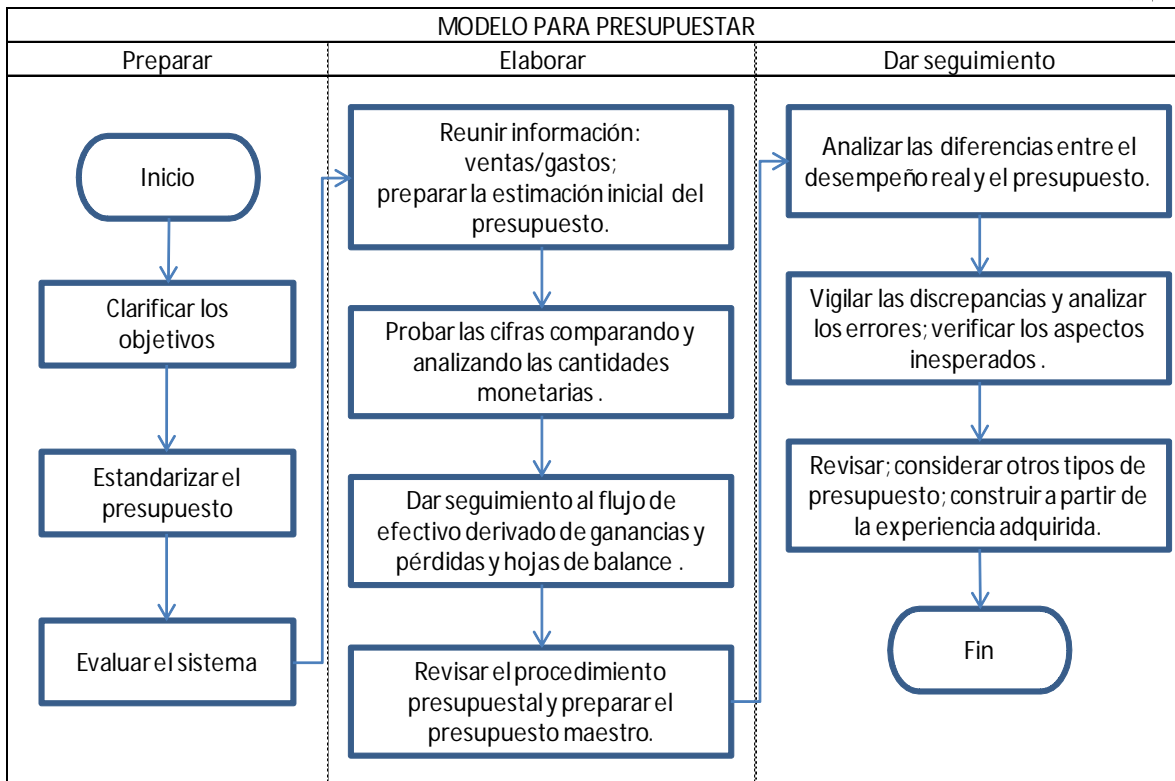 MODELO PARA PRESUPUESTAR
Preparar
Elaborar
Dar seguimiento
Inicio
Clarificar los
objetivos
Estandarizar el
presupuesto
Evaluar el sistema
Reunir información:
ventas/gastos;
preparar la estimación inicial del
presupuesto.
Probar las cifras comparando y
analizando las cantidades
monetarias .
Dar seguimiento al flujo de
efectivo derivado de ganancias y
pérdidas y hojas de balance .
Revisar el procedimiento
presupuestal y preparar el
presupuesto maestro.
Analizar las diferencias entre el
desempeño real y el presupuesto.
Vigilar las discrepancias y analizar
los errores; verificar los aspectos
inesperados .
Revisar; considerar otros tipos de
presupuesto; construir a partir de
la experiencia adquirida.
Fin